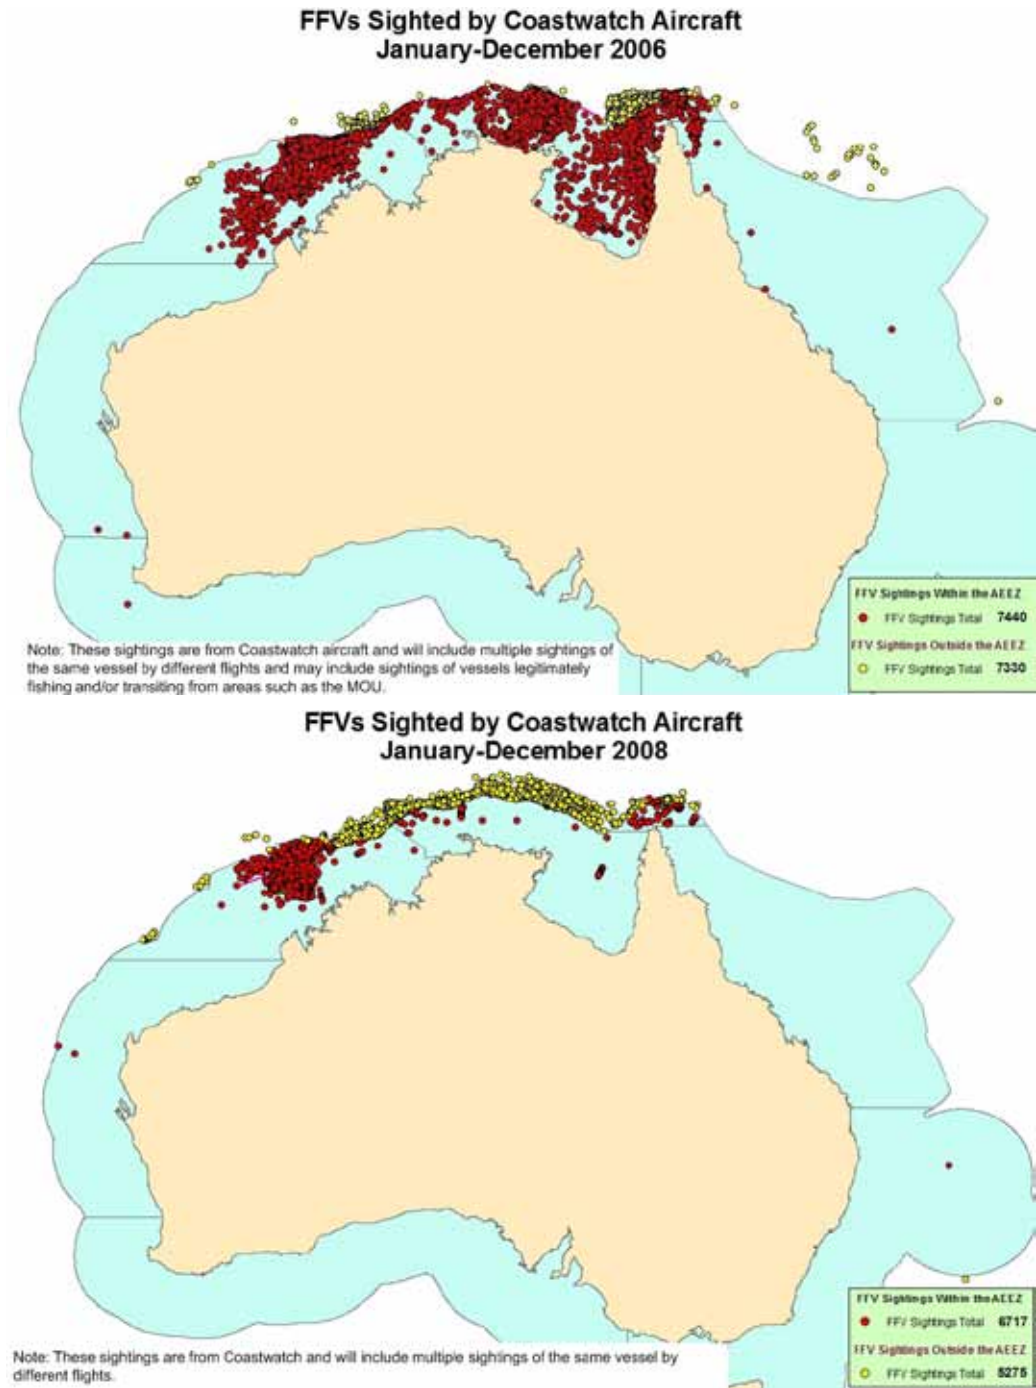 FFVs Sighted by Coastwatch Aircraft
January-December 2006
FFV Sightings Within the AEEZ
FFV Sightings Total 7440
FFV Sightings Outside the AEEZ
FFV Sightings Total 7330
Note: These sightings are from Coastwatch aircraft and will include multiple sightings of
the same vessel by different flights and may include sightings of vessels legitimately
fishing and/or transiting from areas such as the MOU.
FFVs Sighted by Coastwatch Aircraft
January-December 2008
FFV Sightings Within the AEEZ
FFV Sightings Total 6717
FFV Sightings Outside the AEEZ
FFV Sightings Total 5275
Note: These sightings are from Coastwatch and will include multiple sightings of the same vessel by
different flights.